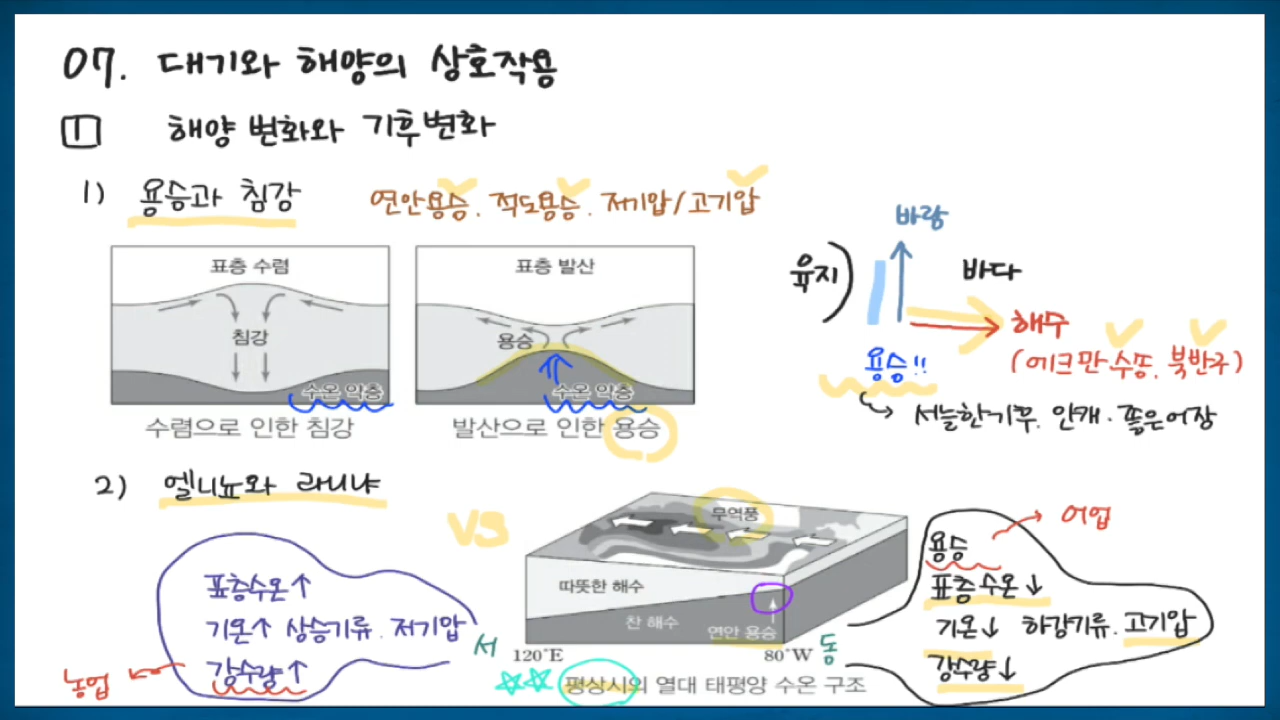 07. 대기와 해양의 상호작용
1 해양 변화와 기후변화
1) 용승과 침강
연안용승. 적도용승. 저기압/고기압
표층 수렴
침강
수온 약층
수렴으로 인한 침강
표층 발산
용승
수온 약층
발산으로 인한 용승
바람
육지
바다
해수
(에크만수송. 북반구)
용승!!
서늘한기후. 안개. 좋은어장
2) 엘니뇨와 라니냐
VS
표층수온↑
기온↑ 상승기류. 저기압
강수량↑
농업
서
무역풍
따뜻한 해수
찬 해수
연안 용승
120°E
80°W
동
☆☆ 평상시의 열대 태평양 수온 구조
어업
용승
표층수온↓
기온↓ 하강기류. 고기압
강수량↓